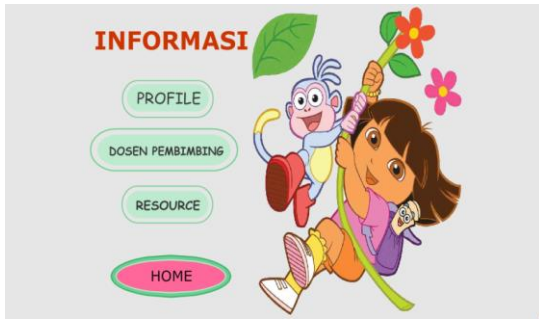 INFORMASI
PROFILE
DOSEN PEMBIMBING
RESOURCE
HOME